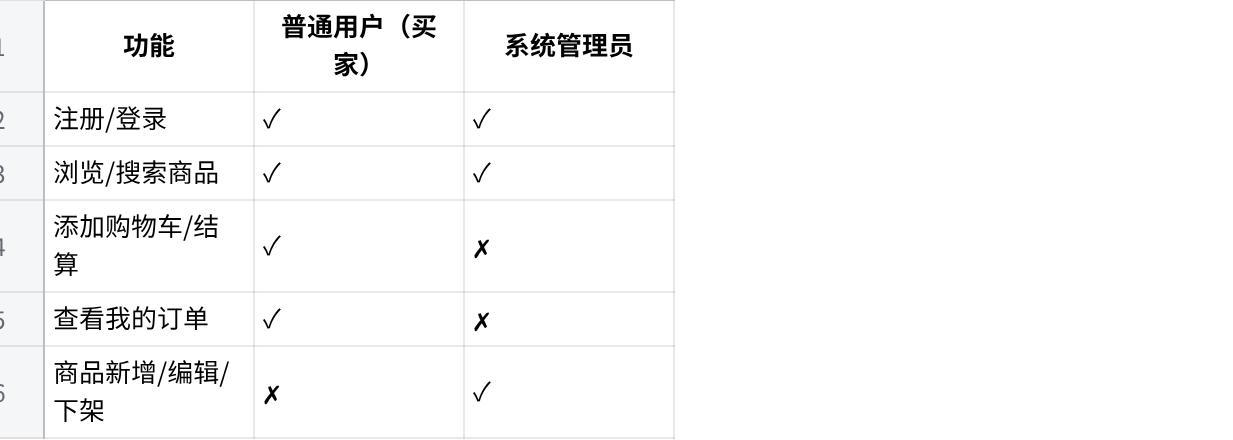 1 功能 普通用户（买
家） 系统管理员
2 注册/登录 ✓ ✓
3 浏览/搜索商品 ✓ ✓
4 添加购物车/结
算 ✓ ✗
5 查看我的订单 ✓ ✗
6 商品新增/编辑/
下架 ✗ ✓